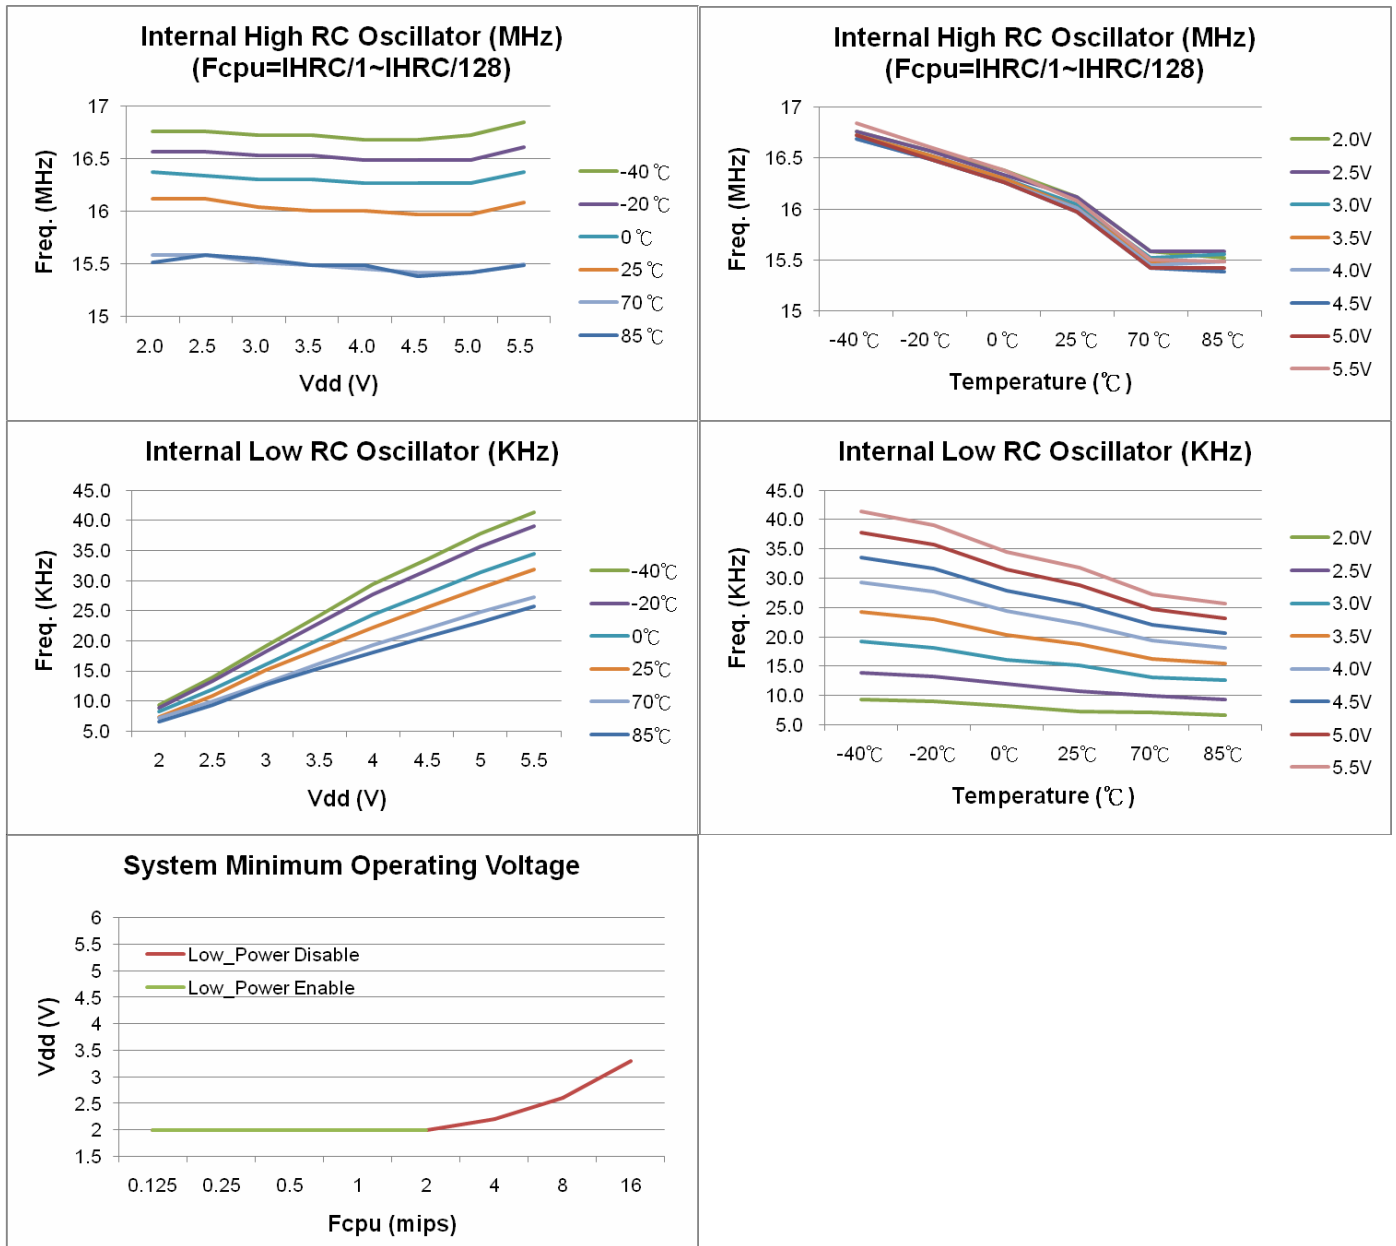 Internal High RC Oscillator (MHz)
(Fcpu=IHRC/1~IHRC/128)
17
16.5
16
15.5
15
Freq. (MHz)
2.0 2.5 3.0 3.5 4.0 4.5 5.0 5.5
Vdd (V)
-40℃
-20℃
0℃
25℃
70℃
85℃
Internal High RC Oscillator (MHz)
(Fcpu=IHRC/1~IHRC/128)
17
16.5
16
15.5
15
Freq. (MHz)
-40℃ -20℃ 0℃ 25℃ 70℃ 85℃
Temperature (℃)
2.0V
2.5V
3.0V
3.5V
4.0V
4.5V
5.0V
5.5V
Internal Low RC Oscillator (KHz)
45.0
40.0
35.0
30.0
25.0
20.0
15.0
10.0
5.0
Freq. (KHz)
2 2.5 3 3.5 4 4.5 5 5.5
Vdd (V)
-40℃
-20℃
0℃
25℃
70℃
85℃
Internal Low RC Oscillator (KHz)
45.0
40.0
35.0
30.0
25.0
20.0
15.0
10.0
5.0
Freq. (KHz)
-40℃ -20℃ 0℃ 25℃ 70℃ 85℃
Temperature (℃)
2.0V
2.5V
3.0V
3.5V
4.0V
4.5V
5.0V
5.5V
System Minimum Operating Voltage
6
5.5
5
4.5
4
3.5
3
2.5
2
1.5
Vdd (V)
Low_Power Disable
Low_Power Enable
0.125 0.25 0.5 1 2 4 8 16
Fcpu (mips)